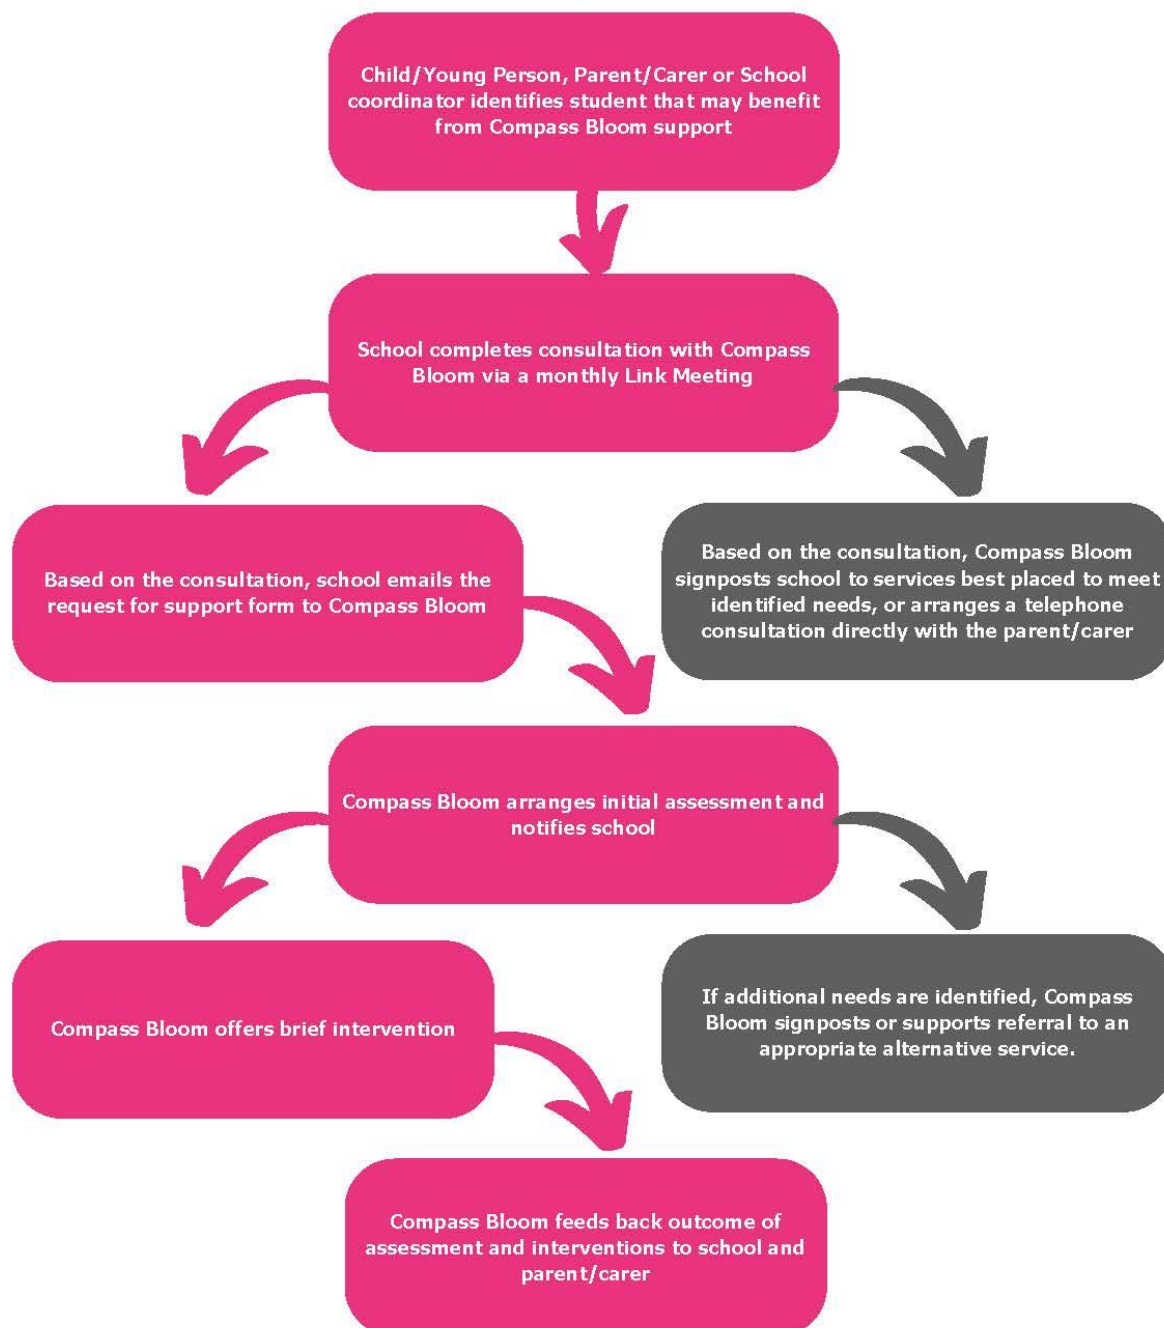 Child/Young Person, Parent/Carer or School
coordinator identifies student that may benefit
from Compass Bloom support
School completes consultation with Compass
Bloom via a monthly Link Meeting
Based on the consultation, school emails the
request for support form to Compass Bloom
Based on the consultation, Compass Bloom
signposts school to services best placed to meet
identified needs, or arranges a telephone
consultation directly with the parent/carer
Compass Bloom arranges initial assessment and
notifies school
Compass Bloom offers brief intervention
If additional needs are identified, Compass
Bloom signposts or supports referral to an
appropriate alternative service.
Compass Bloom feeds back outcome of
assessment and interventions to school and
parent/carer